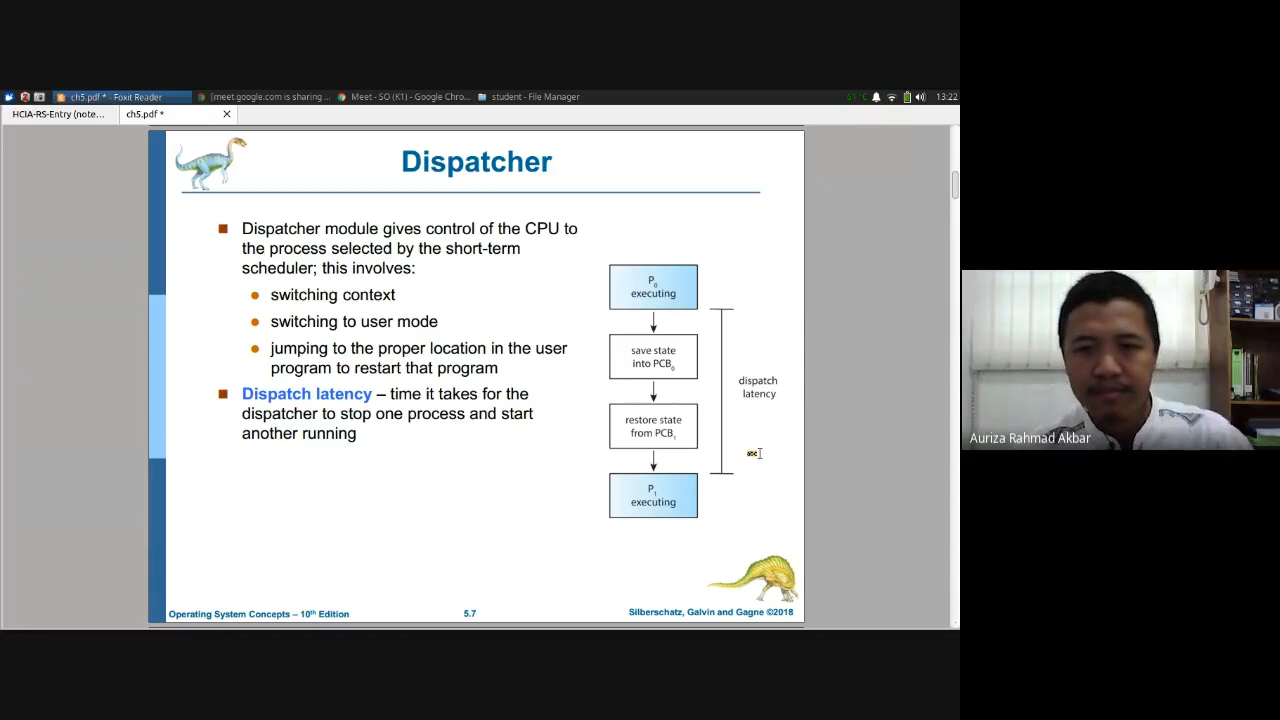 ch5.pdf * - Foxit Reader
[meet.google.com is sharing ...
Meet - SO (K1) - Google Chro...
student - File Manager
61°C
13:22
HCIA-RS-Entry (note...
ch5.pdf *
Dispatcher
Dispatcher module gives control of the CPU to
the process selected by the short-term
scheduler; this involves:
switching context
switching to user mode
jumping to the proper location in the user
program to restart that program
Dispatch latency – time it takes for the
dispatcher to stop one process and start
another running
P0
executing
save state
into PCB0
restore state
from PCB1
P1
executing
dispatch
latency
abc
Operating System Concepts – 10th Edition
5.7
Silberschatz, Galvin and Gagne ©2018
Auriza Rahmad Akbar